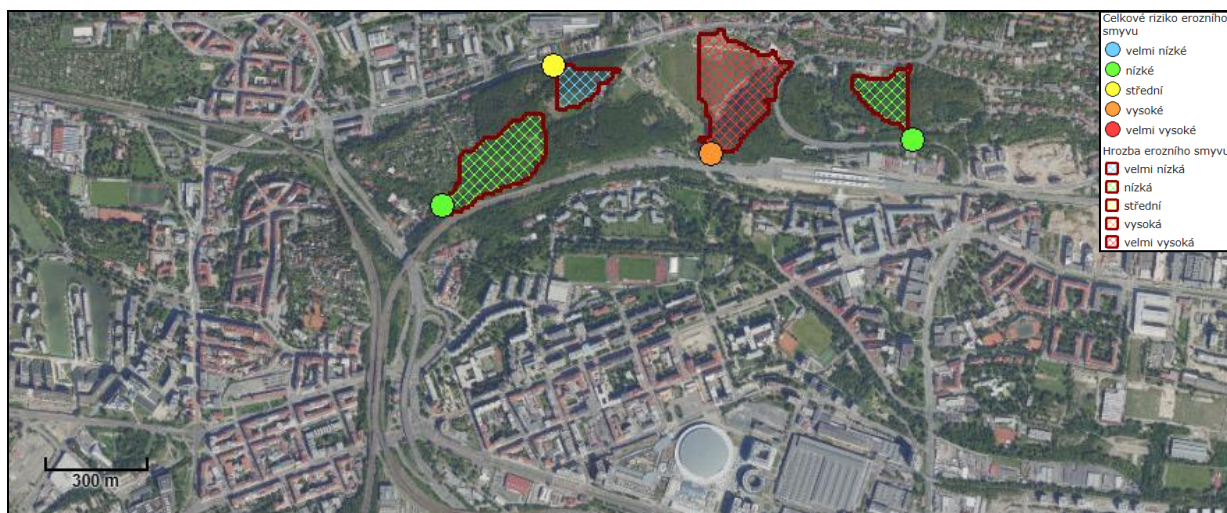 Celkové riziko erozního
smyvu
velmi nízké
nízké
střední
vysoké
velmi vysoké
Hrozba erozního smyvu
velmi nízká
nízká
střední
vysoká
velmi vysoká
300 m